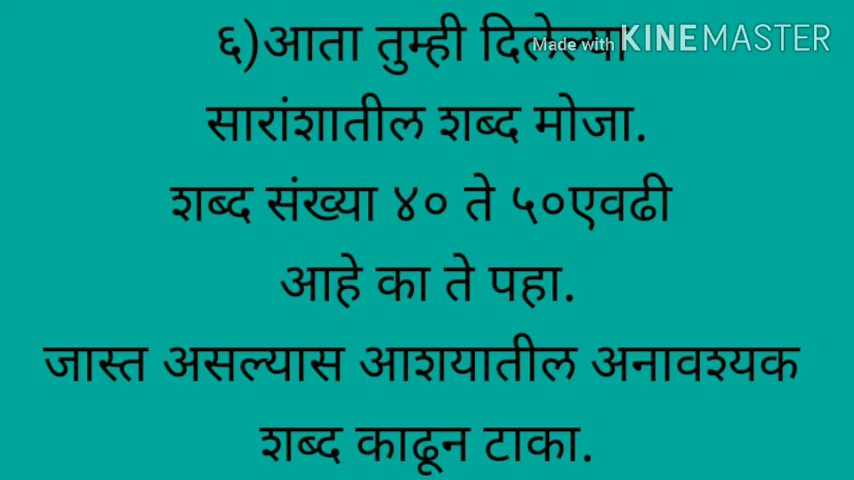 ६)आता तुम्ही दिलेल्या
Made with KINEMASTER
सारांशातील शब्द मोजा.
शब्द संख्या ४० ते ५०एवढी
आहे का ते पहा.
जास्त असल्यास आशयातील अनावश्यक
शब्द काढून टाका.